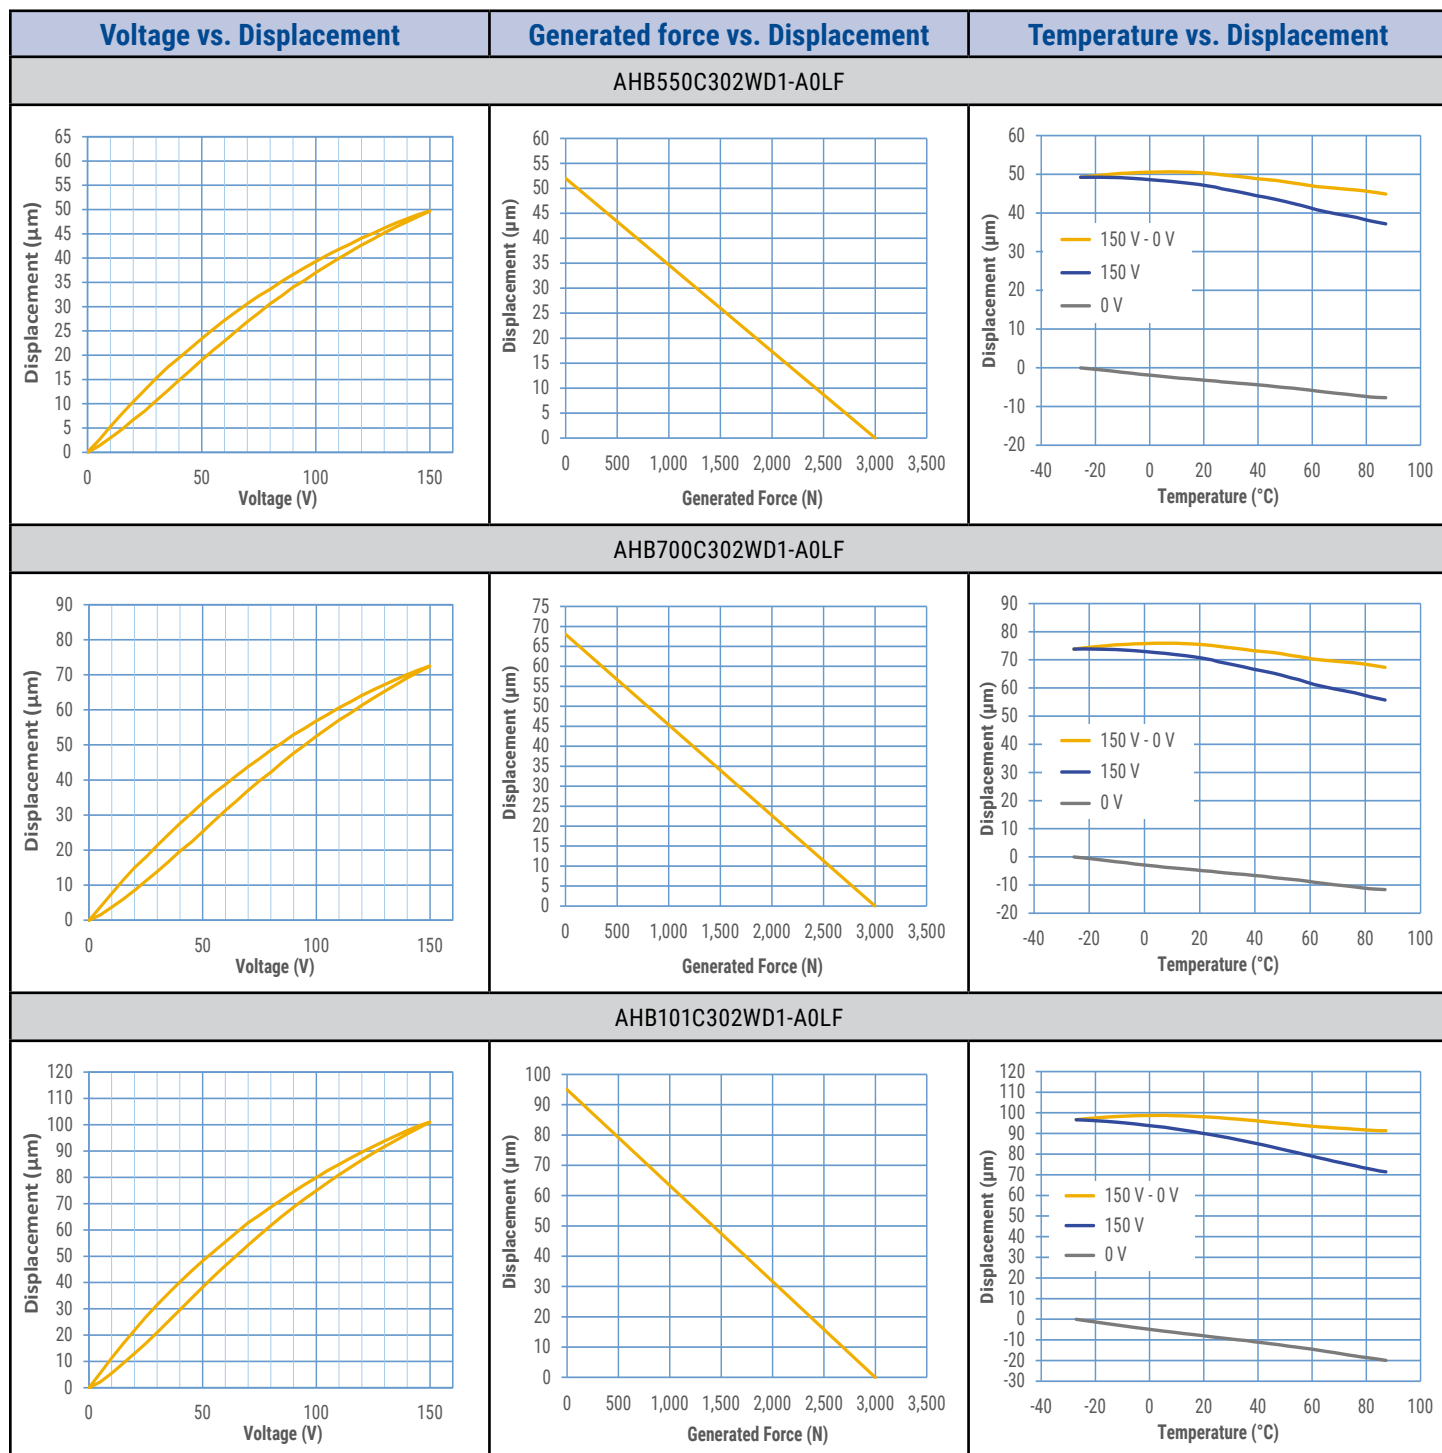 Voltage vs. Displacement
Generated force vs. Displacement
Temperature vs. Displacement
AHB550C302WD1-A0LF
Displacement (µm)
65
60
55
50
45
40
35
30
25
20
15
10
5
0
0 50 100 150
Voltage (V)
Displacement (µm)
60
55
50
45
40
35
30
25
20
15
10
5
0
0 500 1,000 1,500 2,000 2,500 3,000 3,500
Generated Force (N)
Displacement (µm)
60
50
40
30
20
10
0
-10
-20
150 V - 0 V
150 V
0 V
-40 -20 0 20 40 60 80 100
Temperature (°C)
AHB700C302WD1-A0LF
Displacement (µm)
90
80
70
60
50
40
30
20
10
0
0 50 100 150
Voltage (V)
Displacement (µm)
75
70
65
60
55
50
45
40
35
30
25
20
15
10
5
0
0 500 1,000 1,500 2,000 2,500 3,000 3,500
Generated Force (N)
Displacement (µm)
90
80
70
60
50
40
30
20
10
0
-10
-20
150 V - 0 V
150 V
0 V
-40 -20 0 20 40 60 80 100
Temperature (°C)
AHB101C302WD1-A0LF
Displacement (µm)
120
110
100
90
80
70
60
50
40
30
20
10
0
0 50 100 150
Voltage (V)
Displacement (µm)
100
90
80
70
60
50
40
30
20
10
0
0 500 1,000 1,500 2,000 2,500 3,000 3,500
Generated Force (N)
Displacement (µm)
120
110
100
90
80
70
60
50
40
30
20
10
0
-10
-20
-30
150 V - 0 V
150 V
0 V
-40 -20 0 20 40 60 80 100
Temperature (°C)